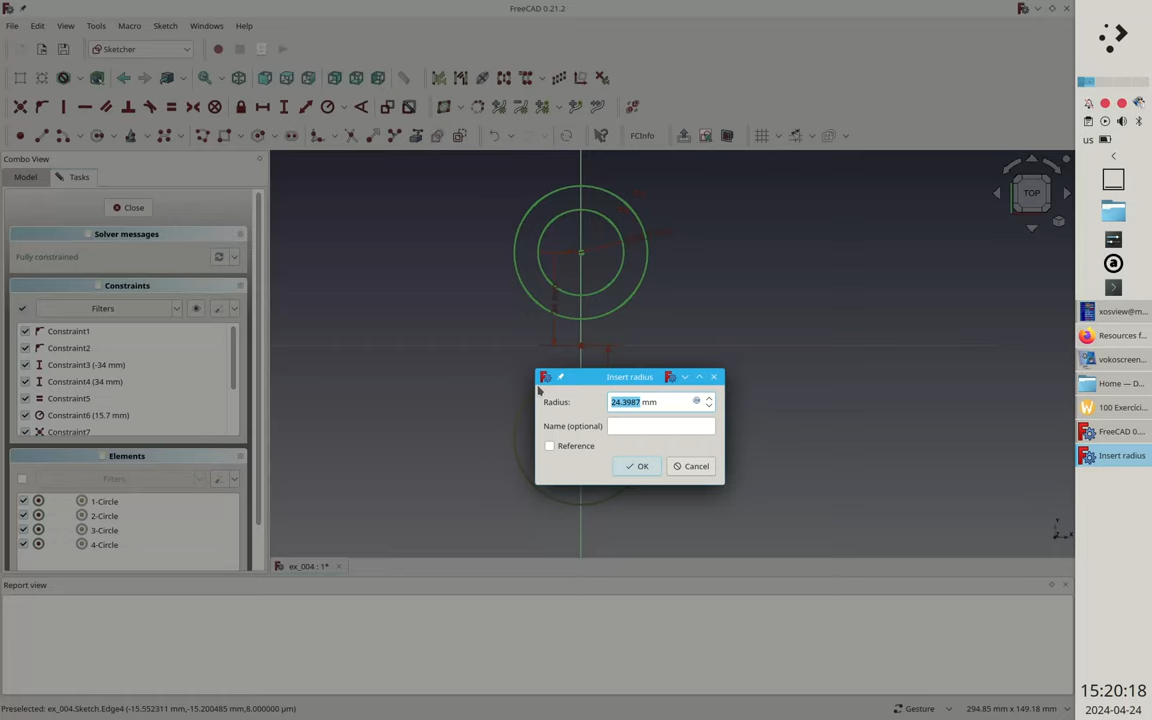 FreeCAD 0.21.2
File Edit View Tools Macro Sketch Windows Help
Sketcher
FCInfo
us
Combo View
Model Tasks
Close
TOP
Solver messages
Fully constrained
Constraints
Filters
Constraint1
Constraint2
Constraint3 (-34 mm)
Constraint4 (34 mm)
Constraint5
Constraint6 (15.7 mm)
Constraint7
Elements
Filters
1-Circle
2-Circle
3-Circle
4-Circle
Insert radius
Radius: 24.3987 mm
Name (optional)
Reference
OK Cancel
ex_004 : 1*
Report view
Preselected: ex_004.Sketch.Edge4 (-15.552311 mm,-15.200485 mm,8.000000 µm)
Gesture 294.85 mm x 149.18 mm
xosview@m...
Resources f...
vokoscreen...
Home — D...
100 Exercíci...
FreeCAD 0....
Insert radius
15:20:18
2024-04-24